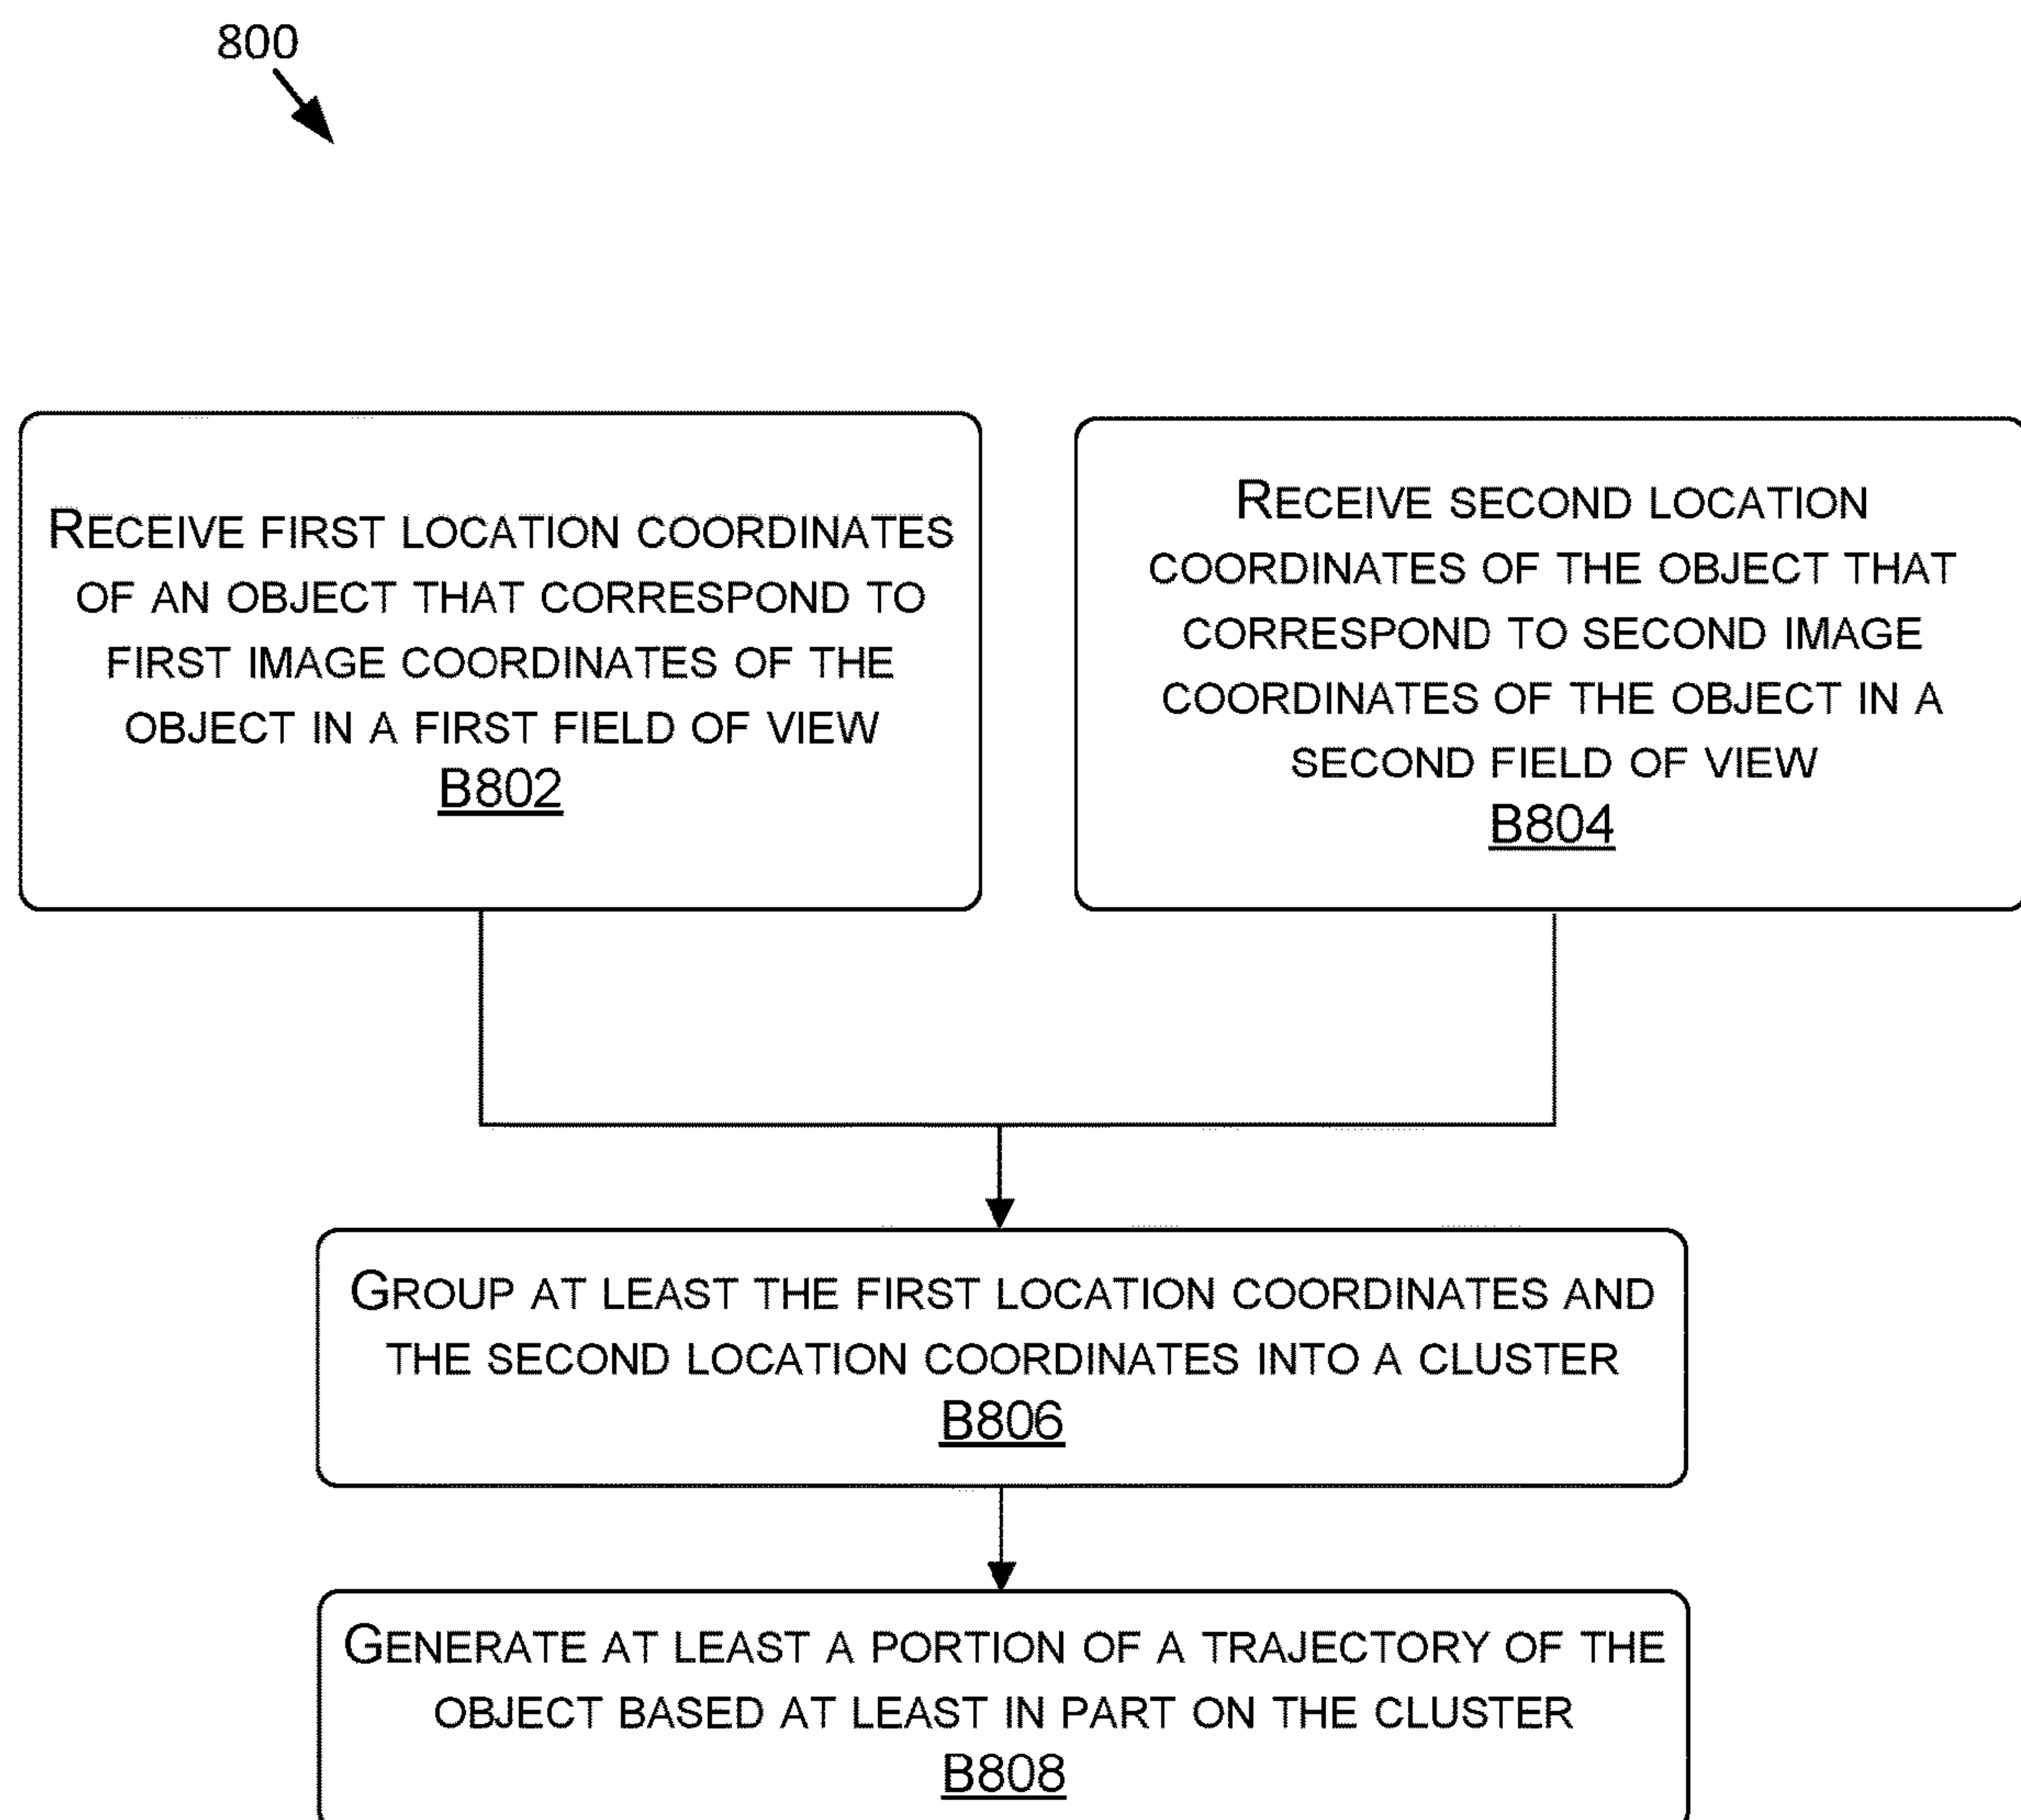 800
RECEIVE FIRST LOCATION COORDINATES
OF AN OBJECT THAT CORRESPOND TO
FIRST IMAGE COORDINATES OF THE
OBJECT IN A FIRST FIELD OF VIEW
B802
RECEIVE SECOND LOCATION
COORDINATES OF THE OBJECT THAT
CORRESPOND TO SECOND IMAGE
COORDINATES OF THE OBJECT IN A
SECOND FIELD OF VIEW
B804
GROUP AT LEAST THE FIRST LOCATION COORDINATES AND
THE SECOND LOCATION COORDINATES INTO A CLUSTER
B806
GENERATE AT LEAST A PORTION OF A TRAJECTORY OF THE
OBJECT BASED AT LEAST IN PART ON THE CLUSTER
B808